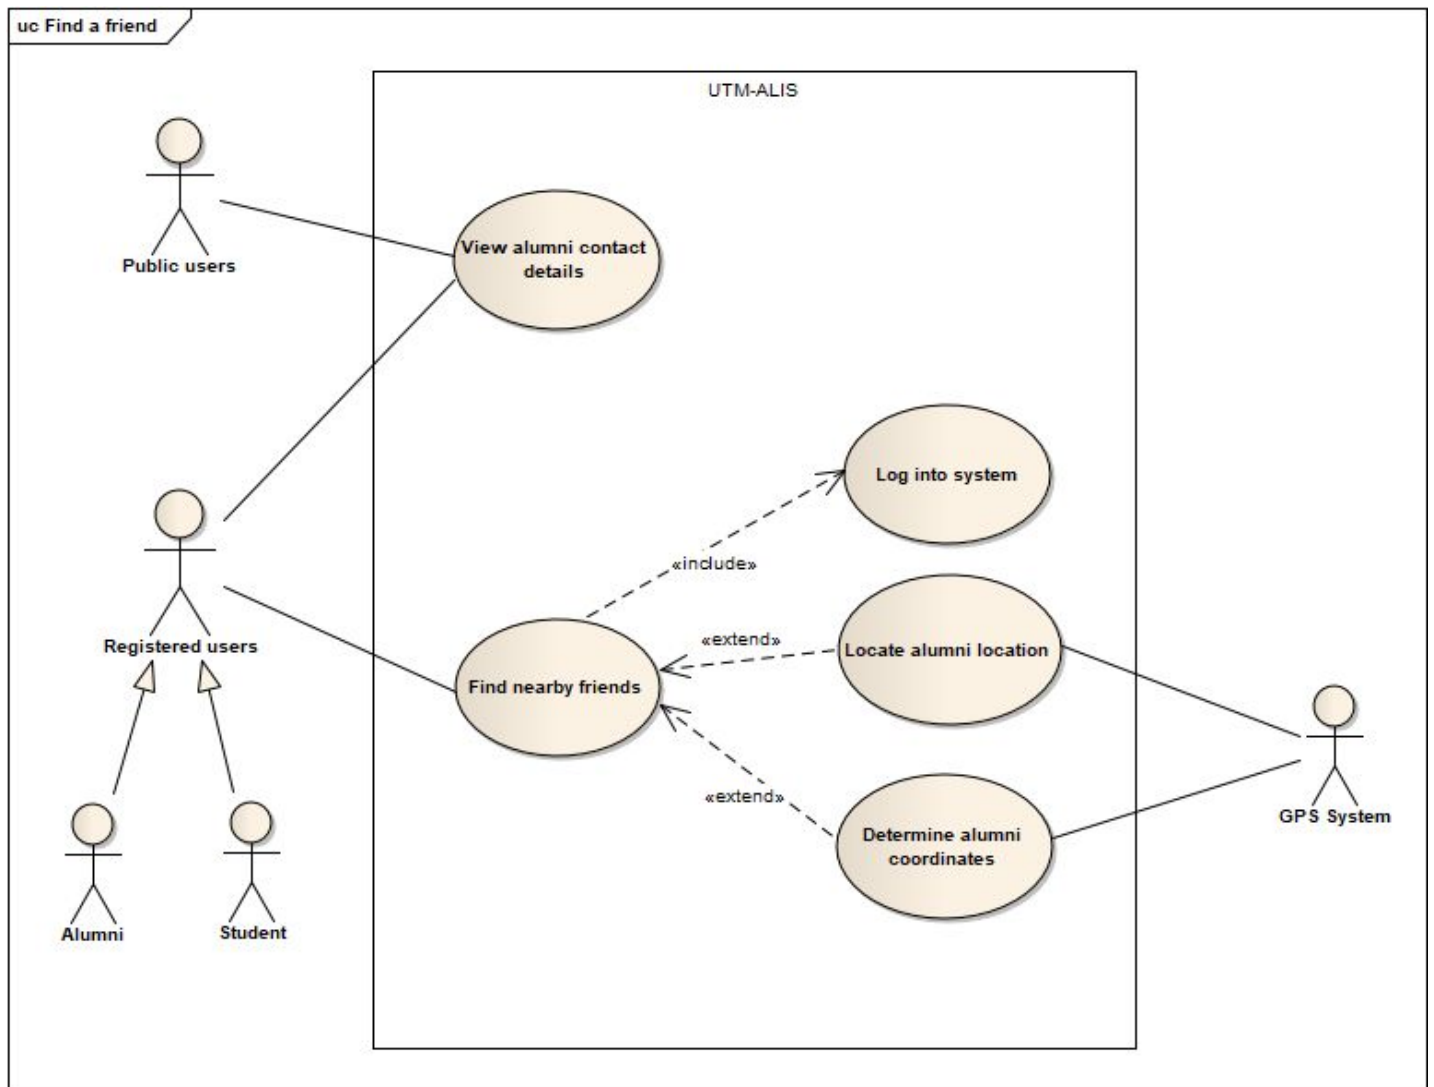 uc Find a friend
UTM-ALIS
Public users
View alumni contact
details
Log into system
«include»
Registered users
«extend»
Locate alumni location
Find nearby friends
«extend»
GPS System
Determine alumni
coordinates
Alumni
Student